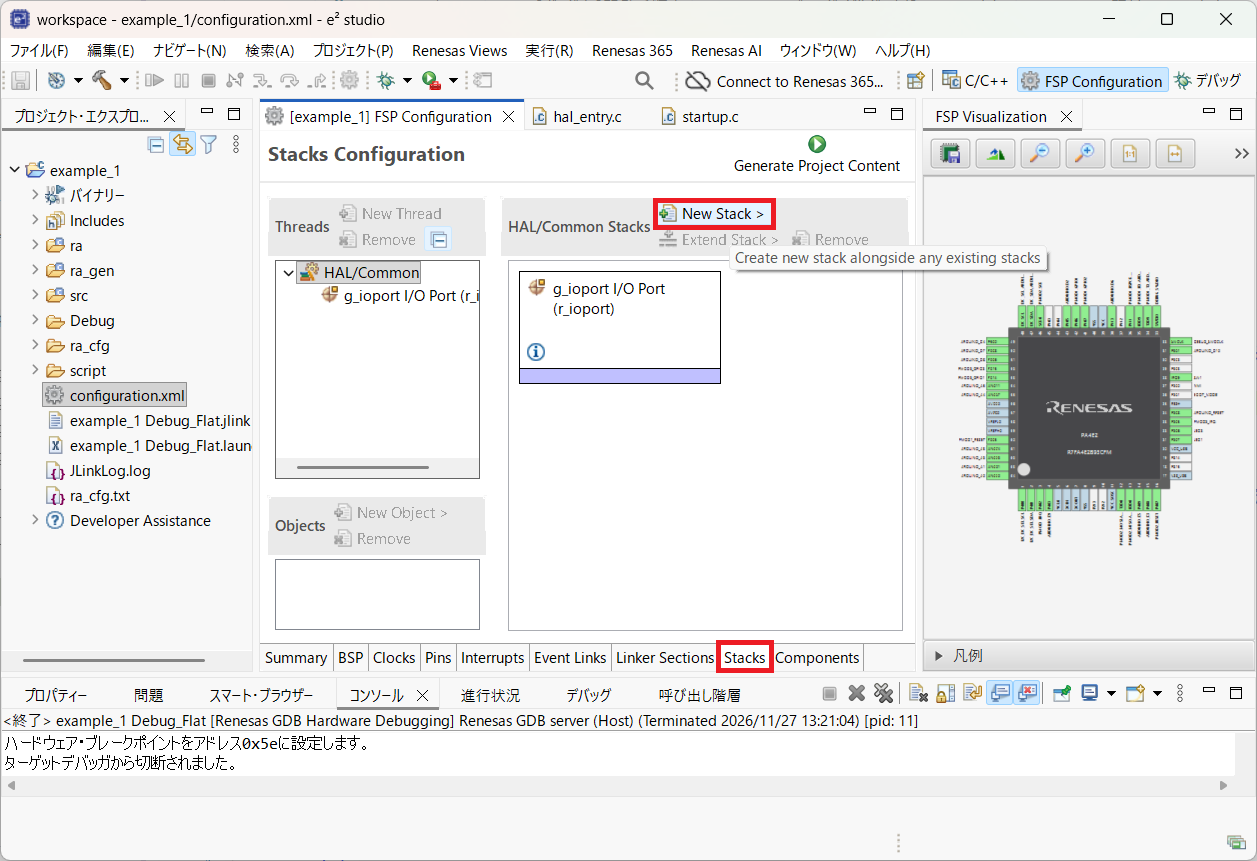 workspace - example_1/configuration.xml - e² studio
ファイル(F) 編集(E) ナビゲート(N) 検索(A) プロジェクト(P) Renesas Views 実行(R) Renesas 365 Renesas AI ウィンドウ(W) ヘルプ(H)
Connect to Renesas 365... C/C++ FSP Configuration デバッグ
プロジェクト・エクスプロ...
example_1
バイナリー
Includes
ra
ra_gen
src
Debug
ra_cfg
script
configuration.xml
example_1 Debug_Flat.jlink
example_1 Debug_Flat.laun
JLinkLog.log
ra_cfg.txt
Developer Assistance
[example_1] FSP Configuration hal_entry.c startup.c
Stacks Configuration
Generate Project Content
Threads
New Thread
Remove
HAL/Common
g_ioport I/O Port (r_i
Objects
New Object >
Remove
HAL/Common Stacks
New Stack >
Extend Stack > Remove
Create new stack alongside any existing stacks
g_ioport I/O Port
(r_ioport)
Summary BSP Clocks Pins Interrupts Event Links Linker Sections Stacks Components
FSP Visualization
RENESAS
凡例
プロパティー 問題 スマート・ブラウザー コンソール 進行状況 デバッグ 呼び出し階層
<終了> example_1 Debug_Flat [Renesas GDB Hardware Debugging] Renesas GDB server (Host) (Terminated 2026/11/27 13:21:04) [pid: 11]
ハードウェア・ブレークポイントをアドレス0x5eに設定します。
ターゲットデバッガから切断されました。